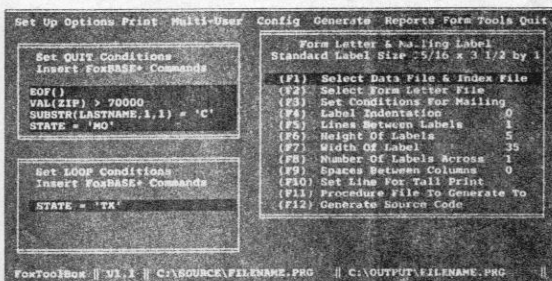 Set Up Options Print Multi-User Config Generate Reports Form Tools Quit
Set QUIT Conditions
Insert FoxBASE+ Commands
EOF()
VAL(ZIP) > 70000
SUBSTR(LASTNAME,1,1) = 'C'
STATE = 'MO'
Set LOOP Conditions
Insert FoxBASE+ Commands
STATE = 'TX'
Form Letter & Mailing Label
Standard Label Size 15/16 x 3 1/2 by 1
(F1) Select Data File & Index File
(F2) Select Form Letter File
(F3) Set Conditions For Mailing
(F4) Label Indentation 0
(F5) Lines Between Labels 1
(F6) Height Of Label 5
(F7) Width Of Label 35
(F8) Number Of Labels Across 1
(F9) Spaces Between Columns 0
(F10) Set Line For Tall Print
(F11) Procedure File To Generate To
(F12) Generate Source Code
FoxToolBox || V1.1 || C:\SOURCE\FILENAME.PRG || C:\OUTPUT\FILENAME.PRG ||